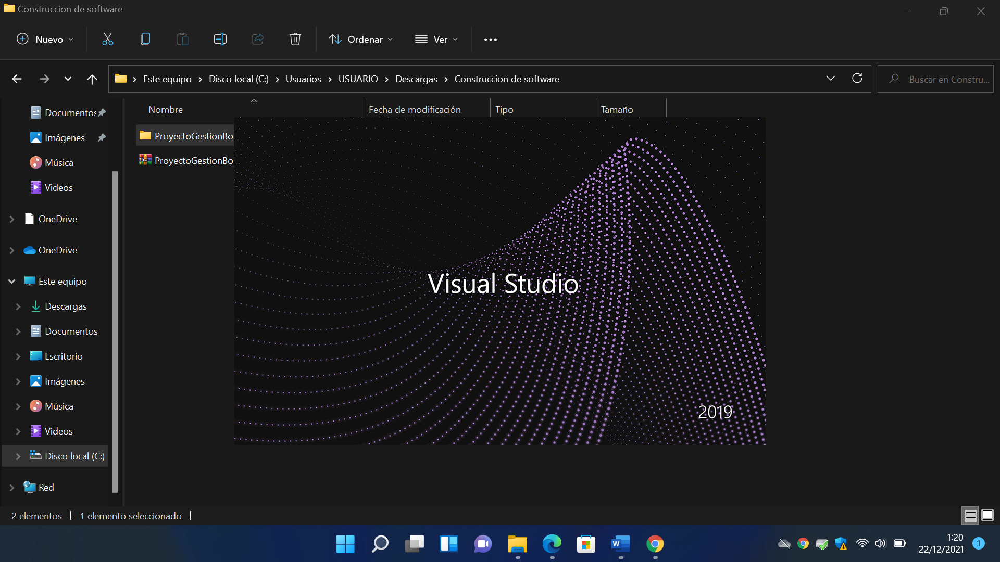 Construccion de software
Nuevo
Ordenar
Ver
Este equipo
Disco local (C:)
Usuarios
USUARIO
Descargas
Construccion de software
Buscar en Constru...
Nombre
Fecha de modificación
Tipo
Tamaño
Documentos
Imágenes
Música
Videos
OneDrive
OneDrive
Este equipo
Descargas
Documentos
Escritorio
Imágenes
Música
Videos
Disco local (C:)
Red
ProyectoGestionBol
ProyectoGestionBol
Visual Studio
2019
2 elementos
1 elemento seleccionado
W
1:20
22/12/2021
1